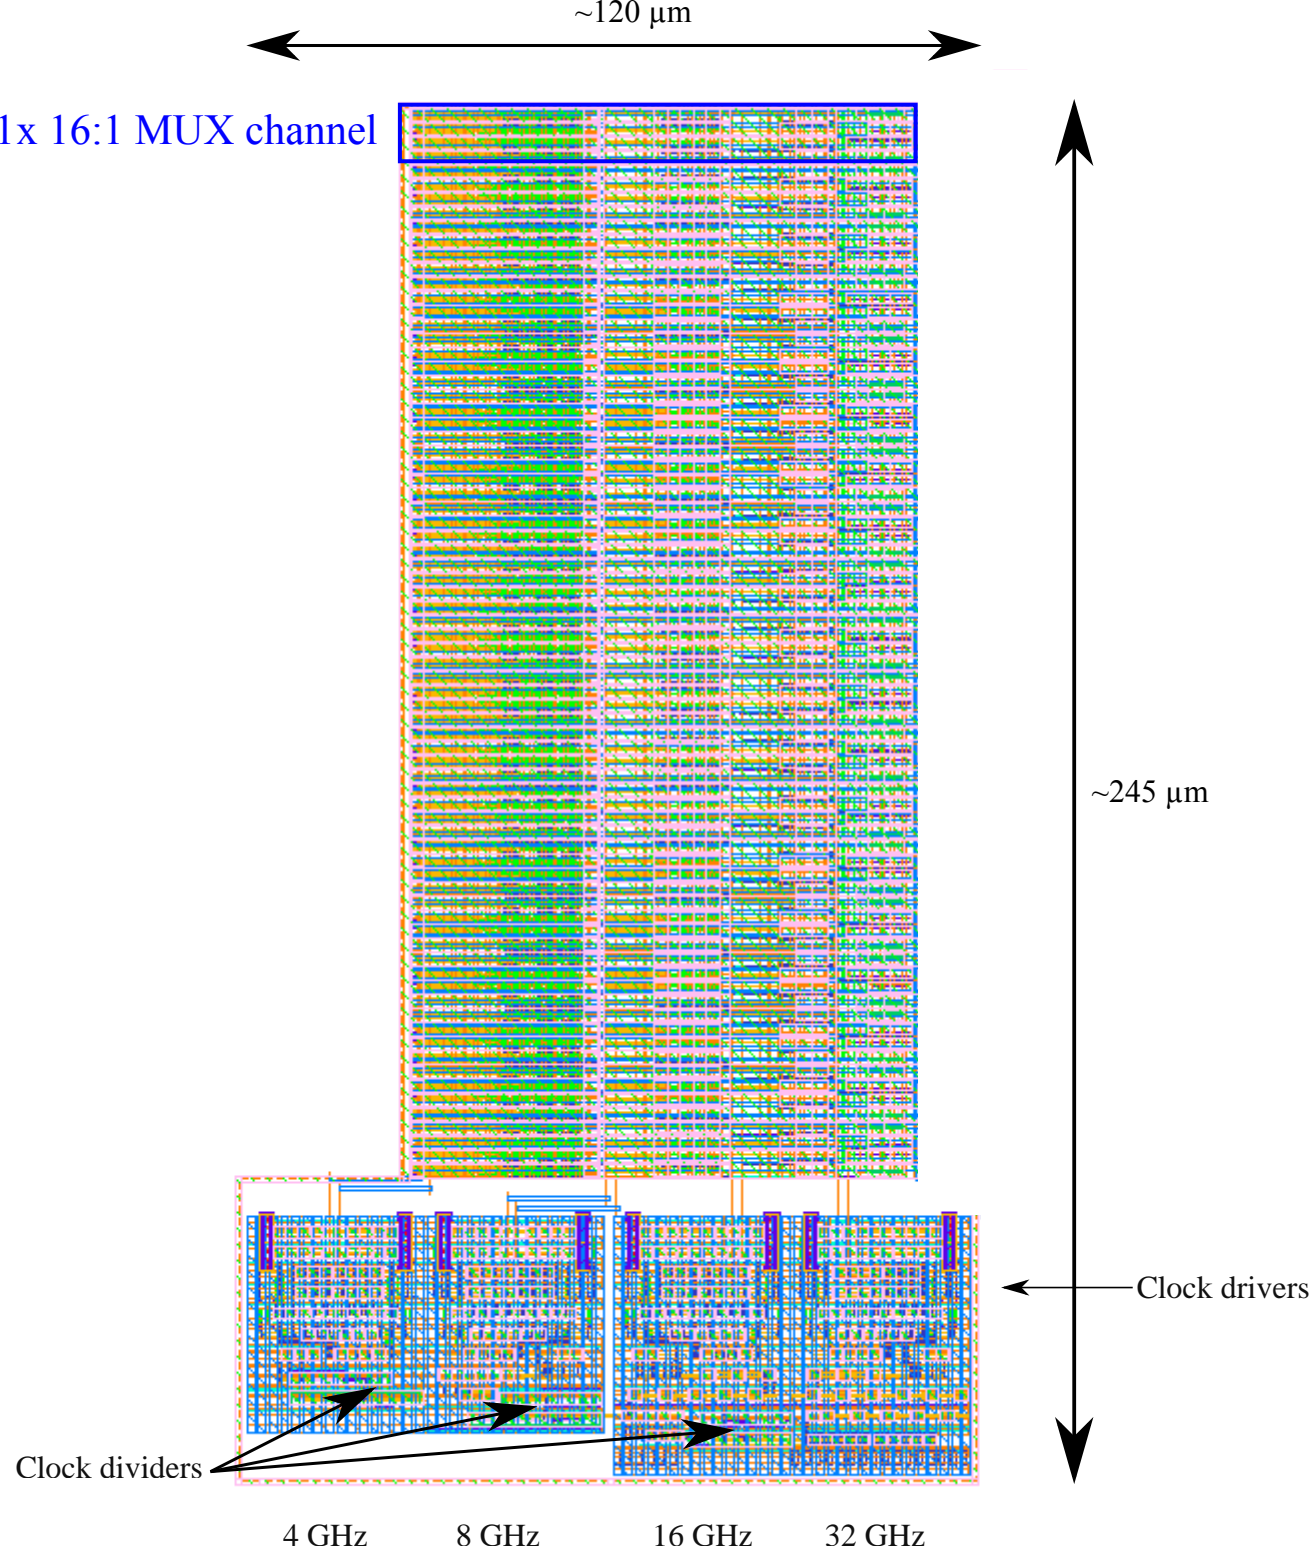 ~120 µm
1x 16:1 MUX channel
~245 µm
Clock drivers
Clock dividers
4 GHz 8 GHz 16 GHz 32 GHz